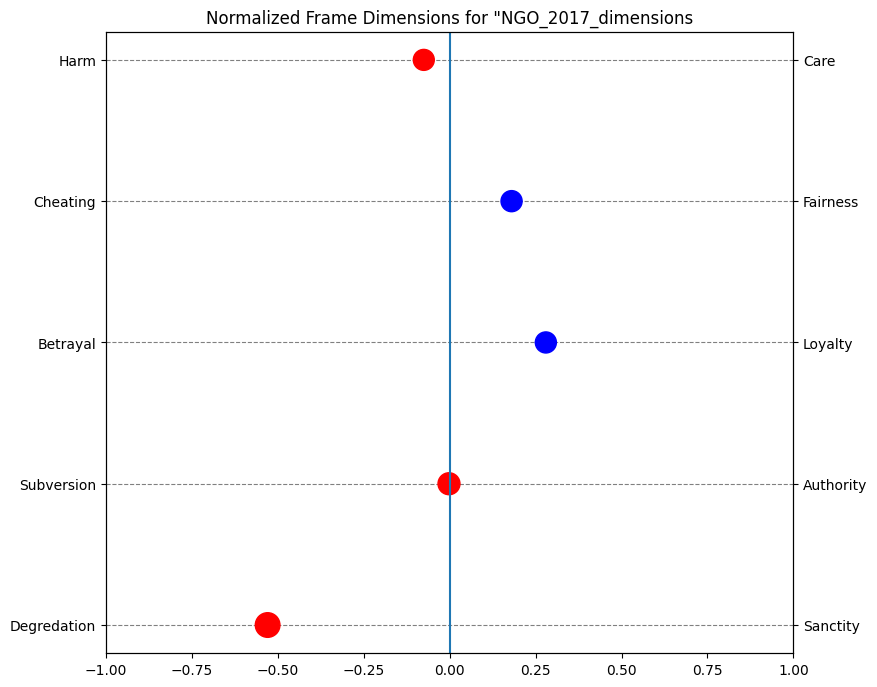 Normalized Frame Dimensions for "NGO_2017_dimensions
Harm
Care
Cheating
Fairness
Betrayal
Loyalty
Subversion
Authority
Degredation
Sanctity
−1.00
−0.75
−0.50
−0.25
0.00
0.25
0.50
0.75
1.00